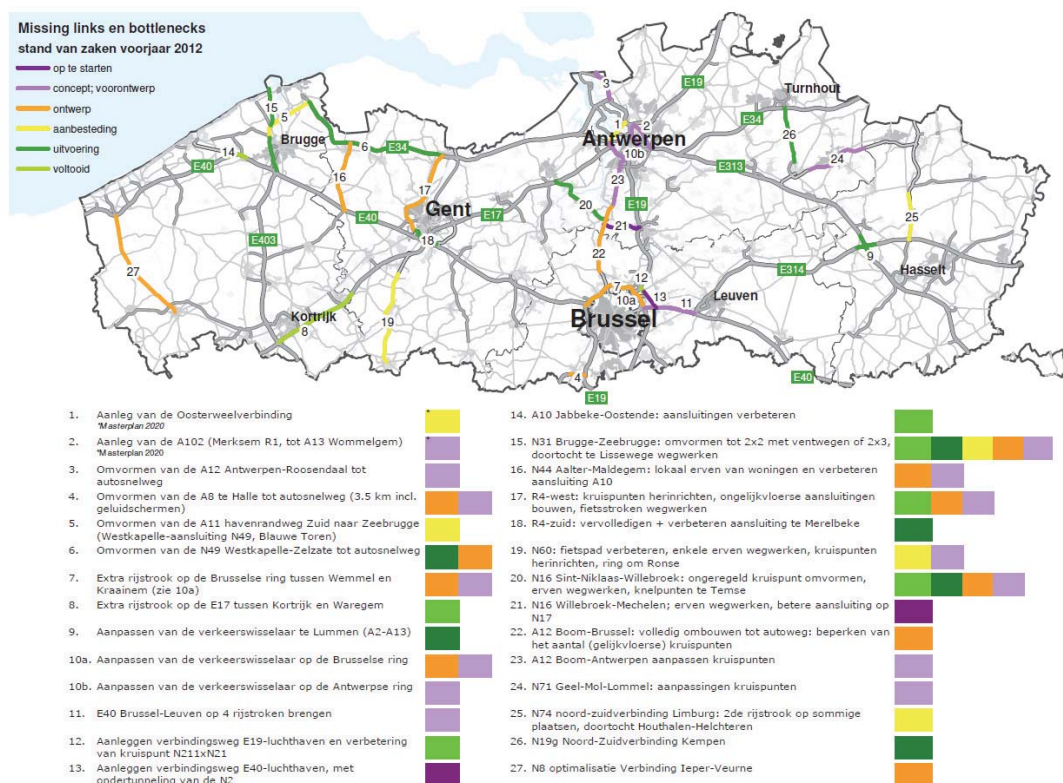 Missing links en bottlenecks
stand van zaken voorjaar 2012
op te starten
concept; voorontwerp
ontwerp
aanbesteding
uitvoering
voltooid
3
E19
Turnhout
15
5
Brugge
1
2
E34
Antwerpen
26
14
6
E34
10b
E40
16
E313
24
17
23
Gent
E19
E40
E17
20
25
E403
18
21
22
9
E314
Hasselt
27
12
7
13
10a
11
Leuven
Kortrijk
Brussel
8
19
4
E40
E19
1. Aanleg van de Oosterweelverbinding *
*Masterplan 2020
2. Aanleg van de A102 (Merksem R1, tot A13 Wommelgem) *
*Masterplan 2020
3. Omvormen van de A12 Antwerpen-Roosendaal tot
autosnelweg
4. Omvormen van de A8 te Halle tot autosnelweg (3.5 km incl.
geluidschermen)
5. Omvormen van de A11 havenrandweg Zuid naar Zeebrugge
(Westkapelle-aansluiting N49, Blauwe Toren)
6. Omvormen van de N49 Westkapelle-Zelzate tot autosnelweg
7. Extra rijstrook op de Brusselse ring tussen Wemmel en
Kraainem (zie 10a)
8. Extra rijstrook op de E17 tussen Kortrijk en Waregem
9. Aanpassen van de verkeerswisselaar te Lummen (A2-A13)
10a. Aanpassen van de verkeerswisselaar op de Brusselse ring
10b. Aanpassen van de verkeerswisselaar op de Antwerpse ring
11. E40 Brussel-Leuven op 4 rijstroken brengen
12. Aanleggen verbindingsweg E19-luchthaven en verbetering
van kruispunt N211xN21
13. Aanleggen verbindingsweg E40-luchthaven, met
ondertunneling van de N2
14. A10 Jabbeke-Oostende: aansluitingen verbeteren
15. N31 Brugge-Zeebrugge: omvormen tot 2x2 met ventwegen of 2x3,
doortocht te Lissewege wegwerken
16. N44 Aalter-Maldegem: lokaal erven van woningen en verbeteren
aansluiting A10
17. R4-west: kruispunten herinrichten, ongelijkvloerse aansluitingen
bouwen, fietsstroken wegwerken
18. R4-zuid: vervolledigen + verbeteren aansluiting te Merelbeke
19. N60: fietspad verbeteren, enkele erven wegwerken, kruispunten
herinrichten, ring om Ronse
20. N16 Sint-Niklaas-Willebroek: ongeregeld kruispunt omvormen,
erven wegwerken, knelpunten te Temse
21. N16 Willebroek-Mechelen; erven wegwerken, betere aansluiting op
N17
22. A12 Boom-Brussel: volledig ombouwen tot autoweg: beperken van
het aantal (gelijkvloerse) kruispunten
23. A12 Boom-Antwerpen aanpassen kruispunten
24. N71 Geel-Mol-Lommel: aanpassingen kruispunten
25. N74 noord-zuidverbinding Limburg: 2de rijstrook op sommige
plaatsen, doortocht Houthalen-Helchteren
26. N19g Noord-Zuidverbinding Kempen
27. N8 optimalisatie Verbinding Ieper-Veurne